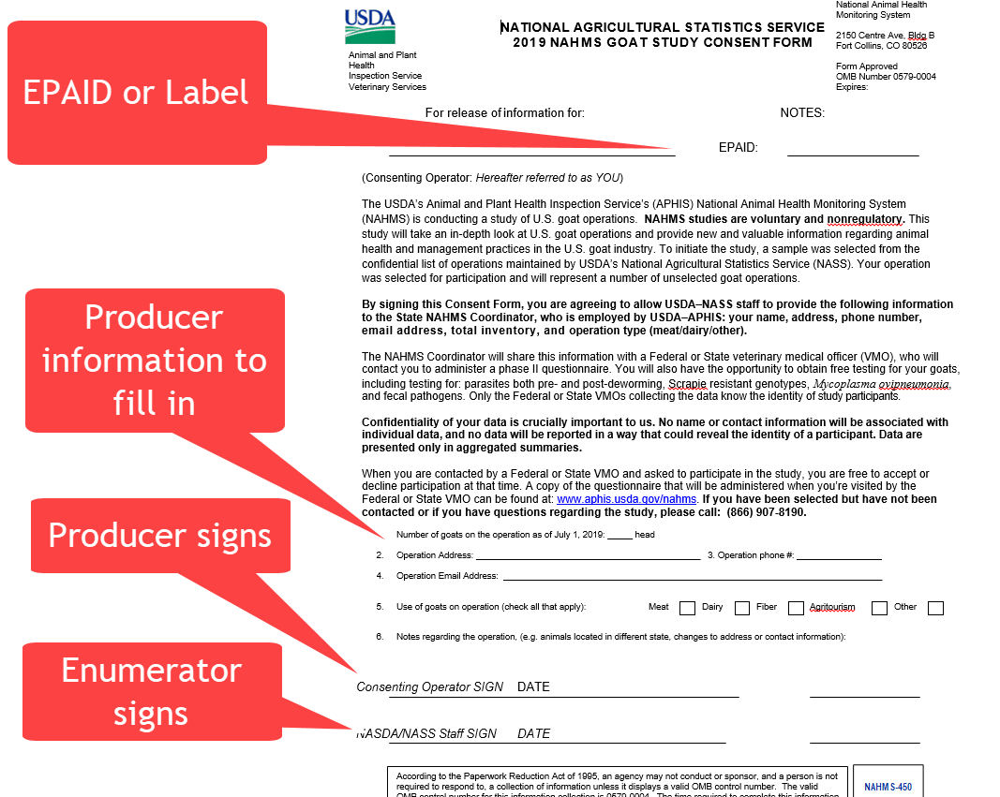 EPAID or Label
Producer
information to
fill in
Producer signs
Enumerator
signs
USDA
Animal and Plant
Health
Inspection Service
Veterinary Services
NATIONAL AGRICULTURAL STATISTICS SERVICE
2019 NAHMS GOAT STUDY CONSENT FORM
National Animal Health
Monitoring System
2150 Centre Ave, Bldg B
Fort Collins, CO 80526
Form Approved
OMB Number 0579-0004
Expires:
For release of information for:
NOTES:
EPAID:
(Consenting Operator: Hereafter referred to as YOU)
The USDA's Animal and Plant Health Inspection Service's (APHIS) National Animal Health Monitoring System
(NAHMS) is conducting a study of U.S. goat operations. NAHMS studies are voluntary and nonregulatory. This
study will take an in-depth look at U.S. goat operations and provide new and valuable information regarding animal
health and management practices in the U.S. goat industry. To initiate the study, a sample was selected from the
confidential list of operations maintained by USDA's National Agricultural Statistics Service (NASS). Your operation
was selected for participation and will represent a number of unselected goat operations.
By signing this Consent Form, you are agreeing to allow USDA–NASS staff to provide the following information
to the State NAHMS Coordinator, who is employed by USDA–APHIS: your name, address, phone number,
email address, total inventory, and operation type (meat/dairy/other).
The NAHMS Coordinator will share this information with a Federal or State veterinary medical officer (VMO), who will
contact you to administer a phase II questionnaire. You will also have the opportunity to obtain free testing for your goats,
including testing for: parasites both pre- and post-deworming, Scrapie resistant genotypes, Mycoplasma ovipneumonia,
and fecal pathogens. Only the Federal or State VMOs collecting the data know the identity of study participants.
Confidentiality of your data is crucially important to us. No name or contact information will be associated with
individual data, and no data will be reported in a way that could reveal the identity of a participant. Data are
presented only in aggregated summaries.
When you are contacted by a Federal or State VMO and asked to participate in the study, you are free to accept or
decline participation at that time. A copy of the questionnaire that will be administered when you're visited by the
Federal or State VMO can be found at: www.aphis.usda.gov/nahms. If you have been selected but have not been
contacted or if you have questions regarding the study, please call: (866) 907-8190.
Number of goats on the operation as of July 1, 2019: _____ head
2. Operation Address: ____ 3. Operation phone #: ____
4. Operation Email Address: ____
5. Use of goats on operation (check all that apply): Meat Dairy Fiber Agritourism Other
6. Notes regarding the operation, (e.g. animals located in different state, changes to address or contact information):
Consenting Operator SIGN DATE
NASDA/NASS Staff SIGN DATE
According to the Paperwork Reduction Act of 1995, an agency may not conduct or sponsor, and a person is not
required to respond to, a collection of information unless it displays a valid OMB control number. The valid
OMB control number for this information collection is 0579-0004. The time required to complete this information
NAHMS-450